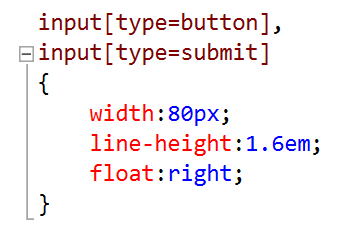 input[type=button],
input[type=submit]
{
    width:80px;
    line-height:1.6em;
    float:right;
}